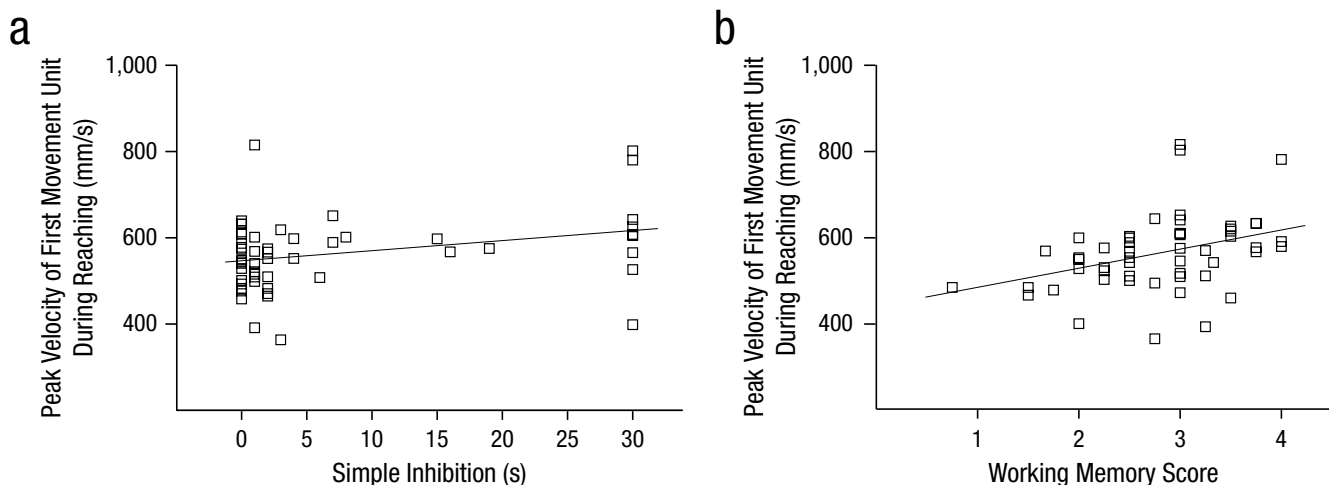 a
Peak Velocity of First Movement Unit
During Reaching (mm/s)
1,000
800
600
400
0 5 10 15 20 25 30
Simple Inhibition (s)
b
Peak Velocity of First Movement Unit
During Reaching (mm/s)
1,000
800
600
400
1 2 3 4
Working Memory Score